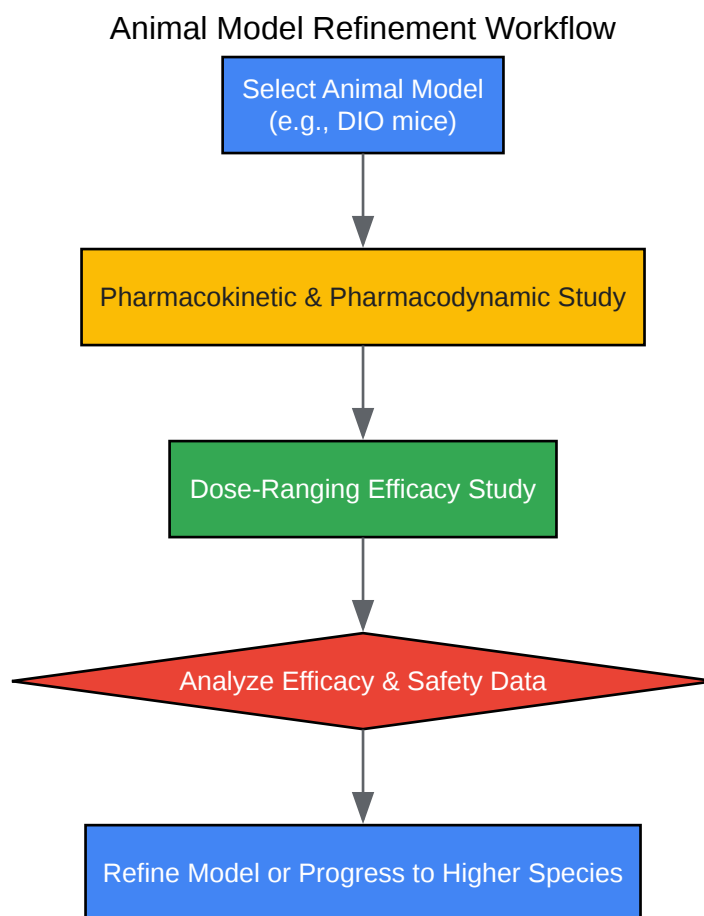 Animal Model Refinement Workflow
Select Animal Model
(e.g., DIO mice)
Pharmacokinetic & Pharmacodynamic Study
Dose-Ranging Efficacy Study
Analyze Efficacy & Safety Data
Refine Model or Progress to Higher Species